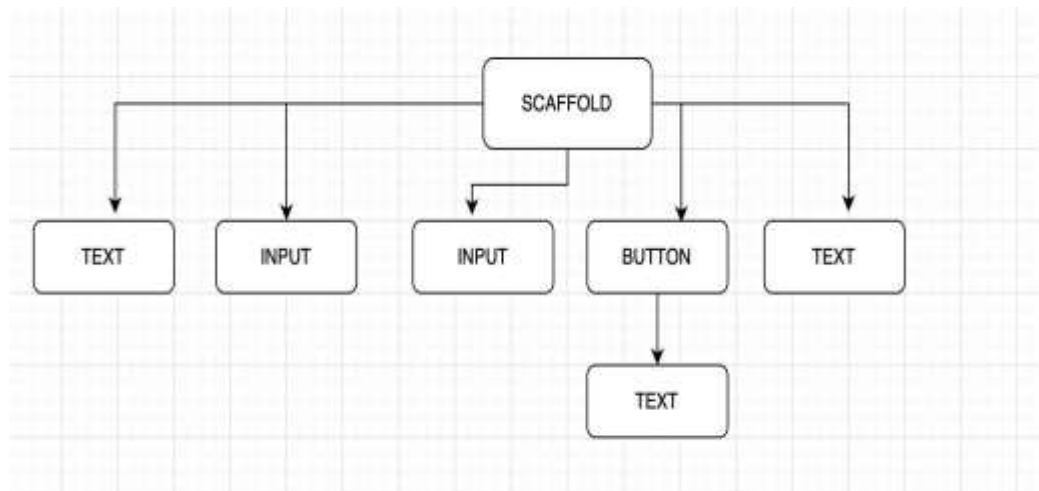 SCAFFOLD
TEXT
INPUT
INPUT
BUTTON
TEXT
TEXT